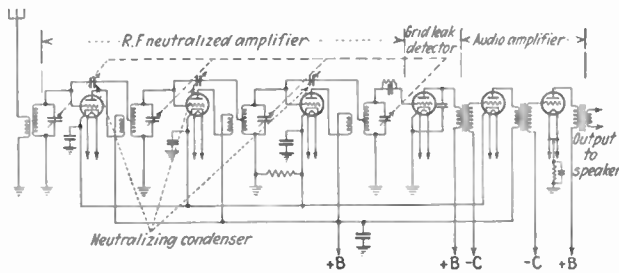 R.F neutralized amplifier
Grid leak
detector
Audio amplifier
Output
to
speaker
Neutralizing condenser
+B
+B
-C
-C
+B